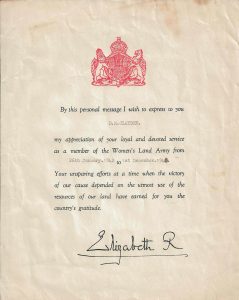 By this personal message I wish to express to you
my appreciation of your loyal and devoted service
as a member of the Women's Land Army from
to
Your unsparing efforts at a time when the victory
of our cause depended on the utmost use of the
resources of our land have earned for you the
country's gratitude.
Elizabeth R